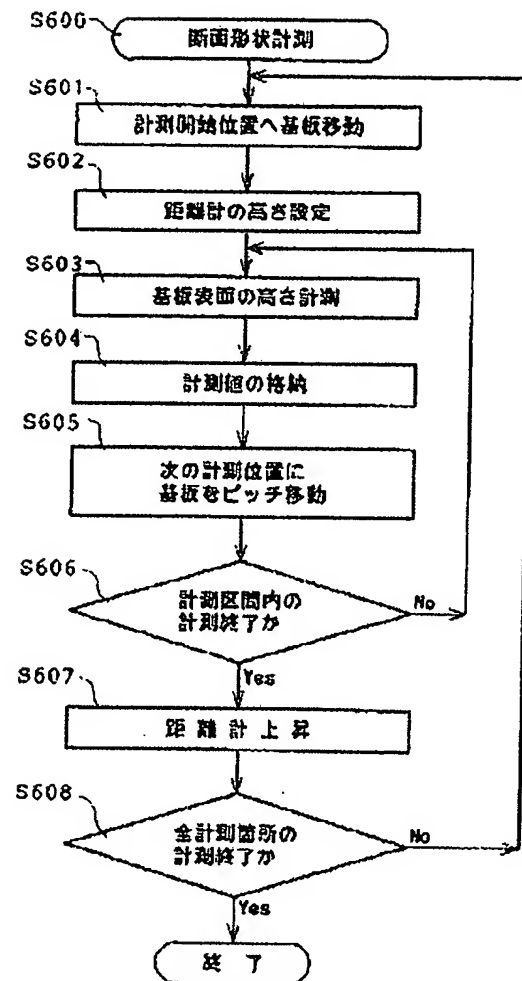 S600
断面形状計測
S601
計測開始位置へ基板移動
S602
距離計の高さ設定
S603
基板表面の高さ計測
S604
計測値の格納
S605
次の計測位置に
基板をピッチ移動
S606
計測区間内の
計測終了か
No
Yes
S607
距離計上昇
S608
全計測箇所の
計測終了か
No
Yes
終了